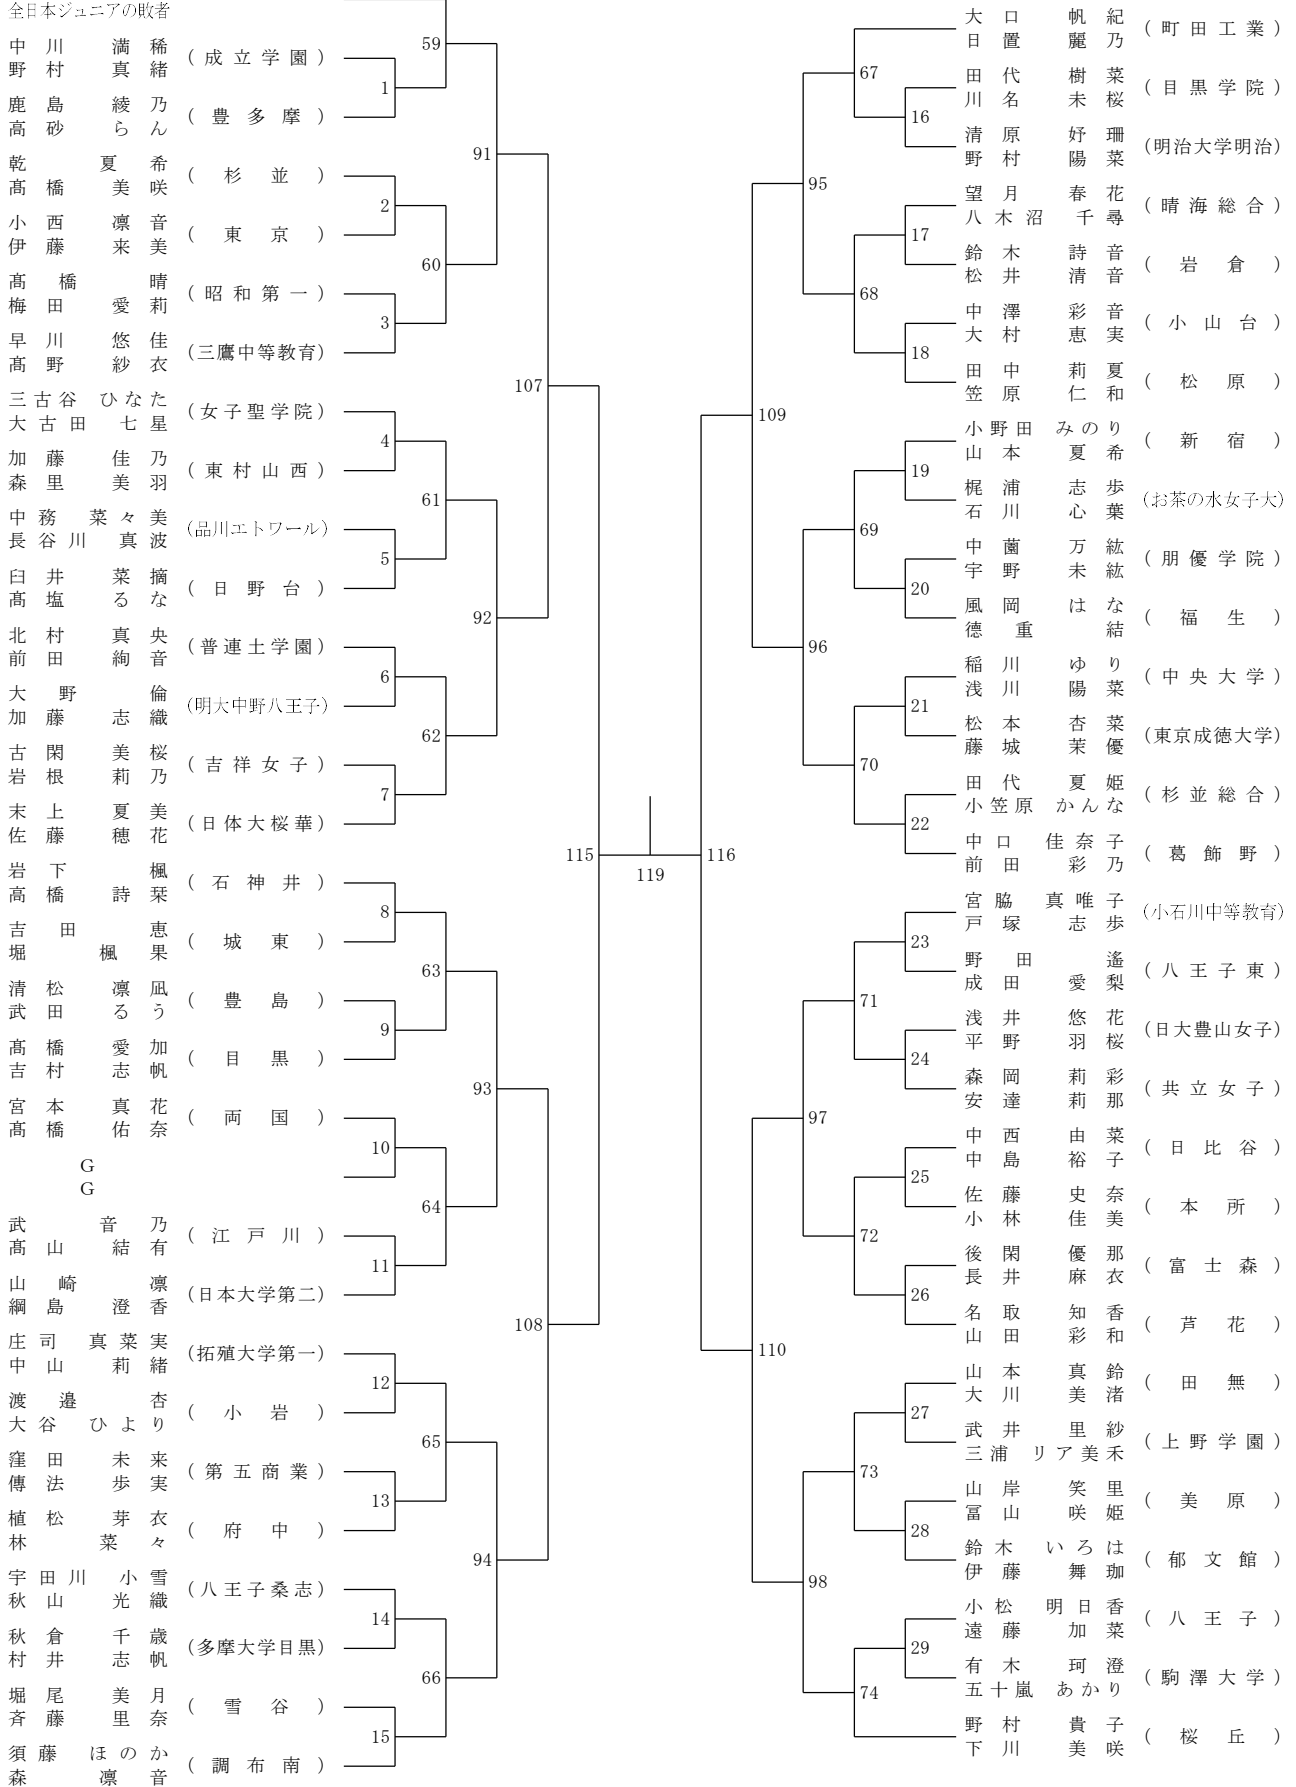 全日本ジュニアの敗者
59
中川 満稀
野村 真緒
(成立学園)
1
鹿島 綾乃
高砂 らん
(豊多摩)
91
乾 夏希
髙橋 美咲
(杉並)
2
小西 凛音
伊藤 来美
(東京)
60
髙橋 晴
梅田 愛莉
(昭和第一)
3
早川 悠佳
髙野 紗衣
(三鷹中等教育)
107
三古谷 ひなた
大古田 七星
(女子聖学院)
4
加藤 佳乃
森里 美羽
(東村山西)
61
中務 菜々美
長谷川 真波
(品川エトワール)
5
臼井 菜摘
髙塩 るな
(日野台)
92
北村 真央
前田 絢音
(普連土学園)
6
大野 倫
加藤 志織
(明大中野八王子)
62
古閑 美桜
岩根 莉乃
(吉祥女子)
7
末上 夏美
佐藤 穂花
(日体大桜華)
115
119
116
岩下 楓
高橋 詩栞
(石神井)
8
吉田 恵
堀 楓果
(城東)
63
清松 凛凪
武田 るう
(豊島)
9
髙橋 愛加
吉村 志帆
(目黒)
93
宮本 真花
髙橋 佑奈
(両国)
10
G
G
64
武 音乃
髙山 結有
(江戸川)
11
山崎 凛
綱島 澄香
(日本大学第二)
108
庄司 真菜実
中山 莉緒
(拓殖大学第一)
12
渡邉 杏
大谷 ひより
(小岩)
65
窪田 未来
傳法 歩実
(第五商業)
13
植松 芽衣
林 菜々
(府中)
94
宇田川 小雪
秋山 光織
(八王子桑志)
14
秋倉 千歳
村井 志帆
(多摩大学目黒)
66
堀尾 美月
斉藤 里奈
(雪谷)
15
須藤 ほのか
森 凛音
(調布南)
大口 帆紀
日置 麗乃
(町田工業)
67
田代 樹菜
川名 未桜
(目黒学院)
16
清原 妤珊
野村 陽菜
(明治大学明治)
95
望月 春花
八木沼 千尋
(晴海総合)
17
鈴木 詩音
松井 清音
(岩倉)
68
中澤 彩音
大村 恵実
(小山台)
18
田中 莉夏
笠原 仁和
(松原)
109
小野田 みのり
山本 夏希
(新宿)
19
梶浦 志歩
石川 心葉
(お茶の水女子大)
69
中薗 万紘
宇野 未紘
(朋優学院)
20
風岡 はな
德重 結
(福生)
96
稲川 ゆり
浅川 陽菜
(中央大学)
21
松本 杏菜
藤城 茉優
(東京成徳大学)
70
田代 夏姫
小笠原 かんな
(杉並総合)
22
中口 佳奈子
前田 彩乃
(葛飾野)
宮脇 真唯子
戸塚 志歩
(小石川中等教育)
23
野田 遙
成田 愛梨
(八王子東)
71
浅井 悠花
平野 羽桜
(日大豊山女子)
24
森岡 莉彩
安達 莉那
(共立女子)
97
中西 由菜
中島 裕子
(日比谷)
25
佐藤 史奈
小林 佳美
(本所)
72
後閑 優那
長井 麻衣
(富士森)
26
名取 知香
山田 彩和
(芦花)
110
山本 真鈴
大川 美渚
(田無)
27
武井 里紗
三浦 リア美禾
(上野学園)
73
山岸 笑里
冨山 咲姫
(美原)
28
鈴木 いろは
伊藤 舞珈
(郁文館)
98
小松 明日香
遠藤 加菜
(八王子)
29
有木 珂澄
五十嵐 あかり
(駒澤大学)
74
野村 貴子
下川 美咲
(桜丘)